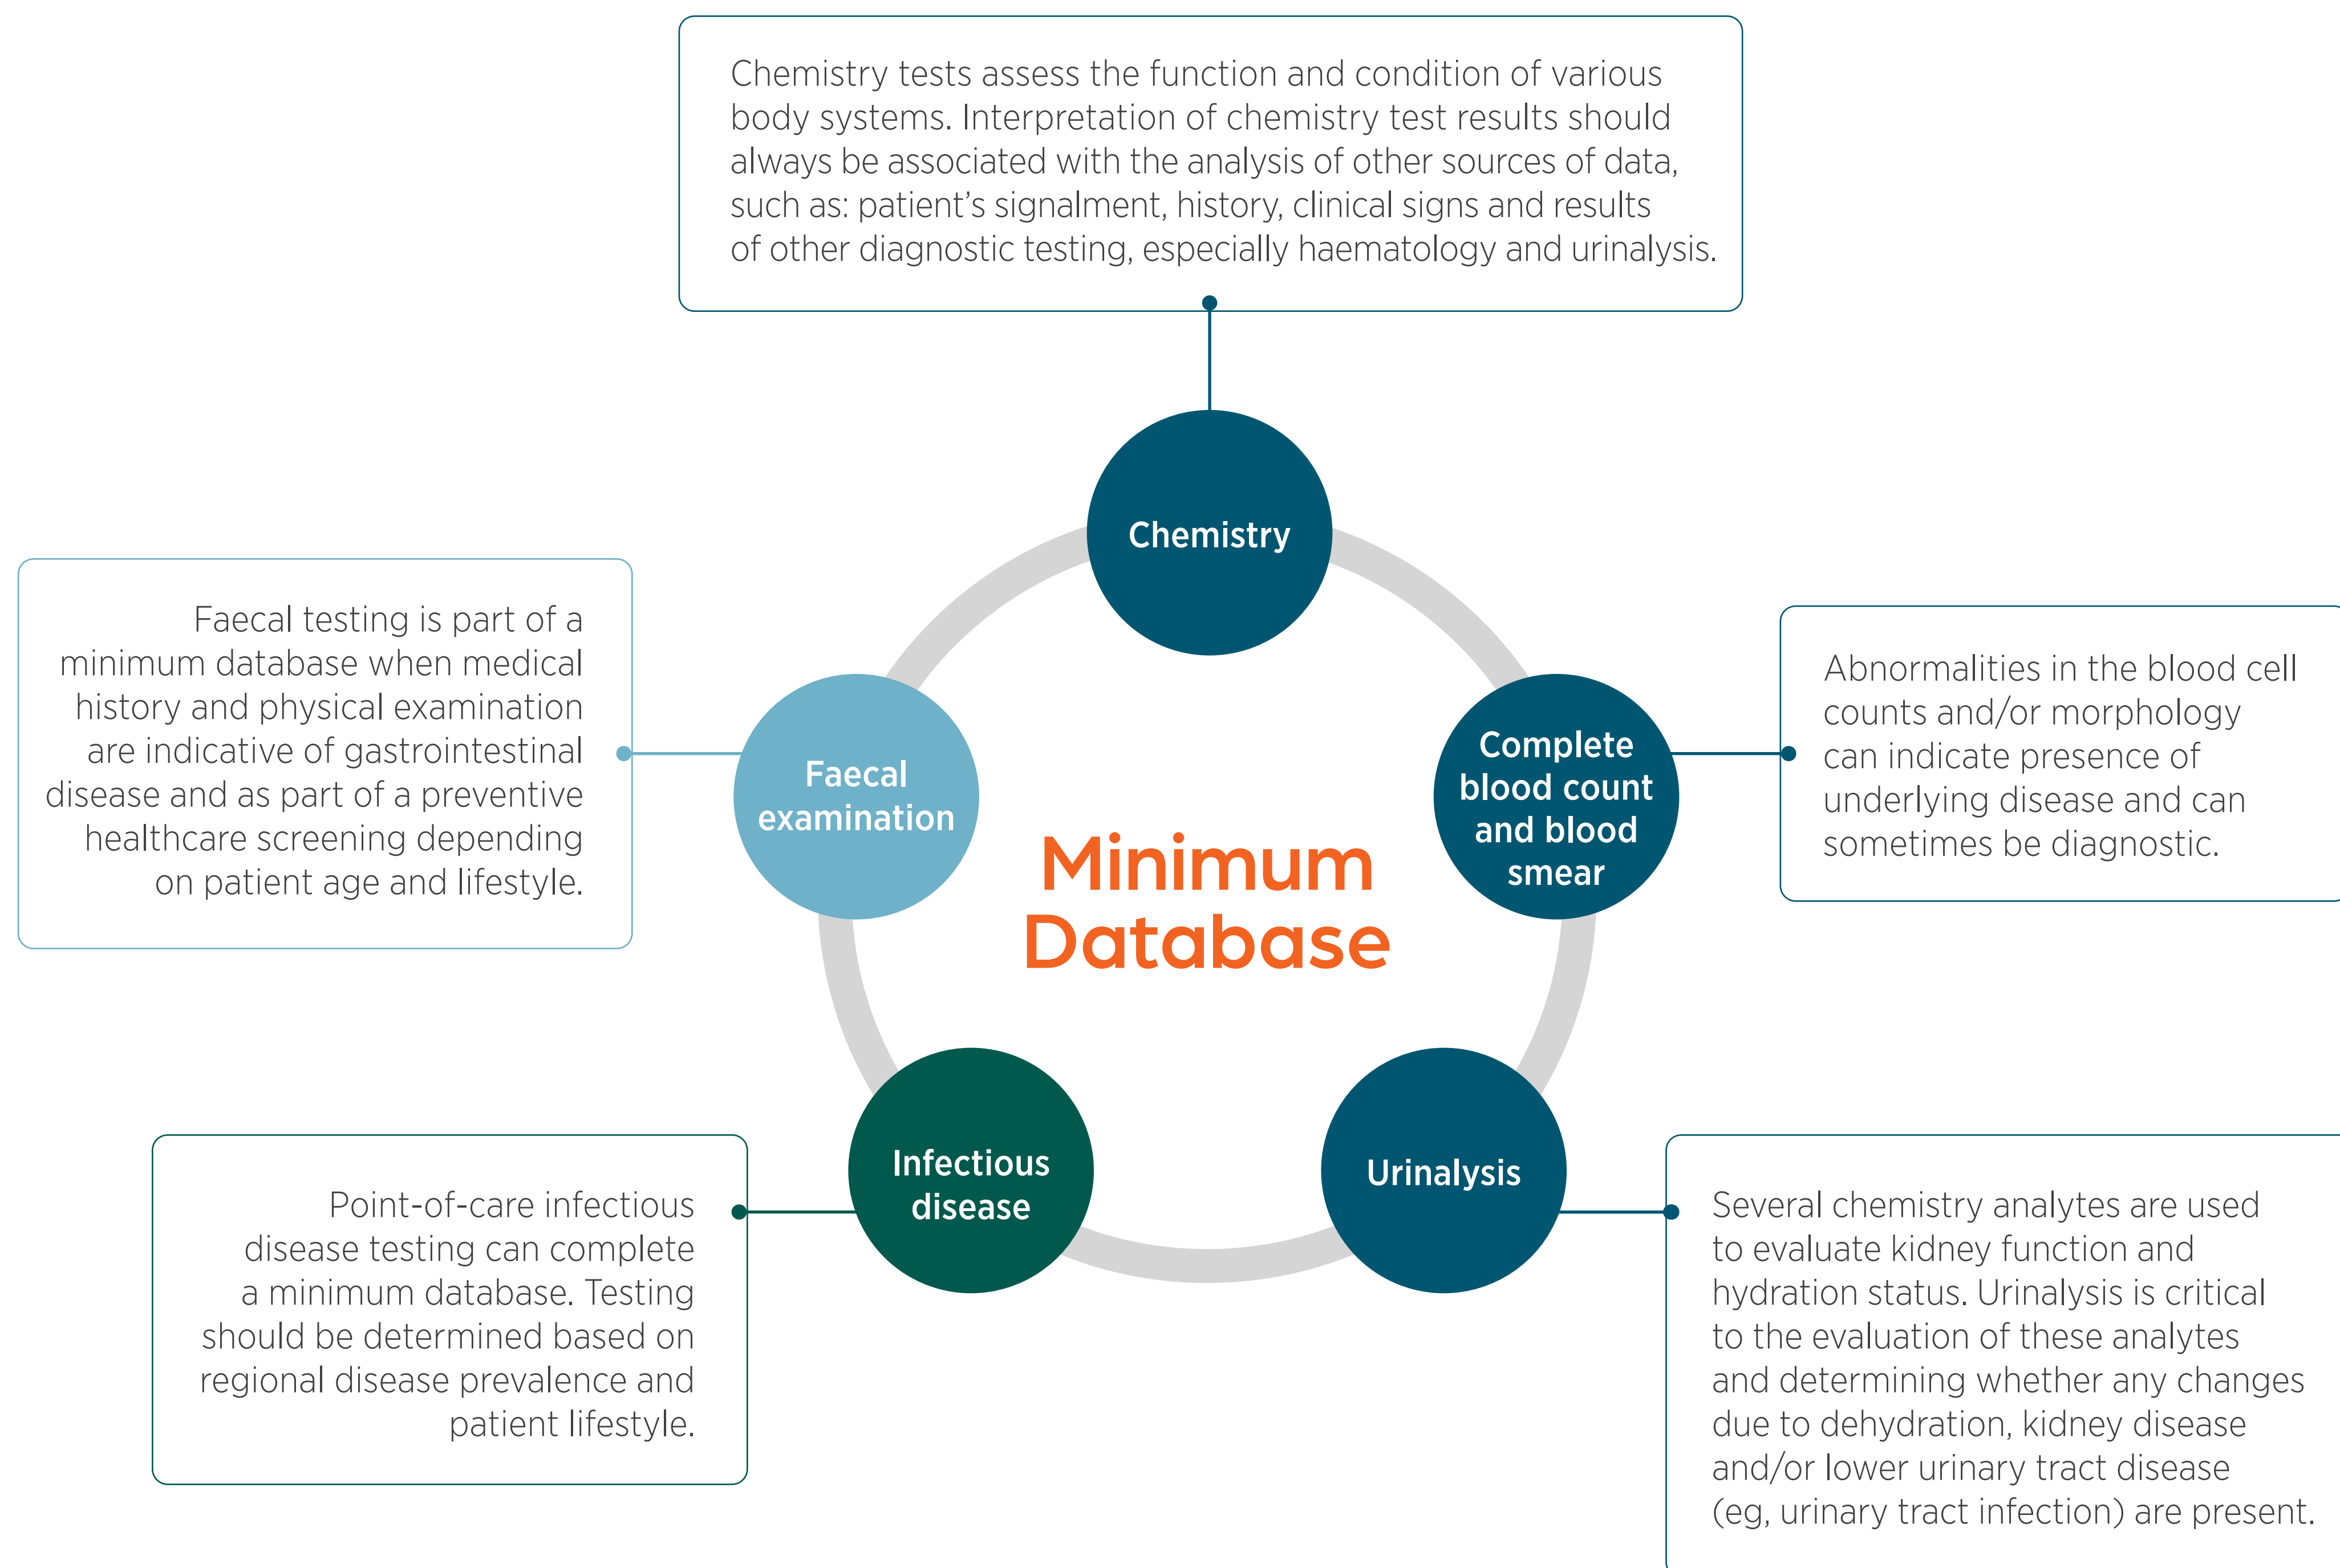 Chemistry tests assess the function and condition of various
body systems. Interpretation of chemistry test results should
always be associated with the analysis of other sources of data,
such as: patient’s signalment, history, clinical signs and results
of other diagnostic testing, especially haematology and urinalysis.
Chemistry
Faecal testing is part of a
minimum database when medical
history and physical examination
are indicative of gastrointestinal
disease and as part of a preventive
healthcare screening depending
on patient age and lifestyle.
Faecal
examination
Complete
blood count
and blood
smear
Abnormalities in the blood cell
counts and/or morphology
can indicate presence of
underlying disease and can
sometimes be diagnostic.
Minimum
Database
Point-of-care infectious
disease testing can complete
a minimum database. Testing
should be determined based on
regional disease prevalence and
patient lifestyle.
Infectious
disease
Urinalysis
Several chemistry analytes are used
to evaluate kidney function and
hydration status. Urinalysis is critical
to the evaluation of these analytes
and determining whether any changes
due to dehydration, kidney disease
and/or lower urinary tract disease
(eg, urinary tract infection) are present.